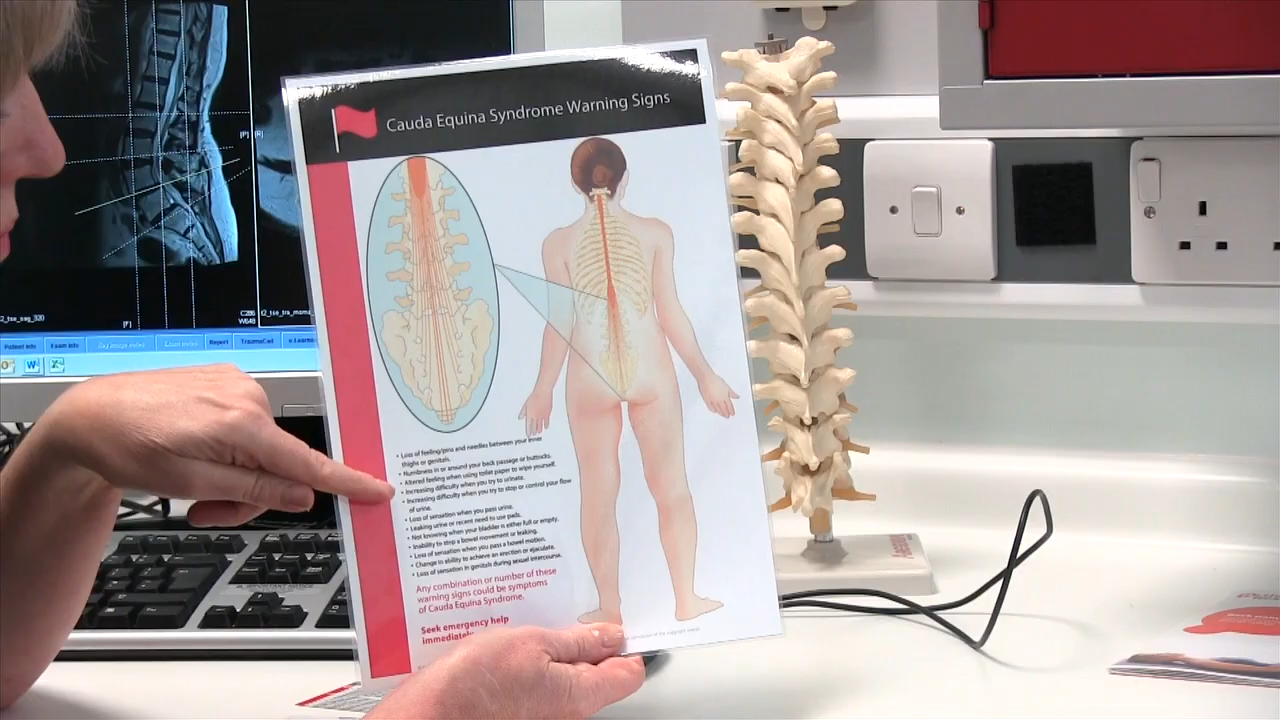 Cauda Equina Syndrome Warning Signs
• Loss of feeling/pins and needles between your inner
thighs or genitals.
• Numbness in or around your back passage or buttocks.
• Altered feeling when using toilet paper to wipe yourself.
• Increasing difficulty when you try to urinate.
• Increasing difficulty when you try to stop or control your flow
of urine.
• Loss of sensation when you pass urine.
• Leaking urine or recent need to use pads.
• Not knowing when your bladder is either full or empty.
• Inability to stop a bowel movement or leaking.
• Loss of sensation when you pass a bowel motion.
• Change in ability to achieve an erection or ejaculate.
• Loss of sensation in genitals during sexual intercourse.
Any combination or number of these
warning signs could be symptoms
of Cauda Equina Syndrome.
Seek emergency help
immediately
[P] [R]
[F]
C286
W648
Patient info Exam info Report TraumaCad